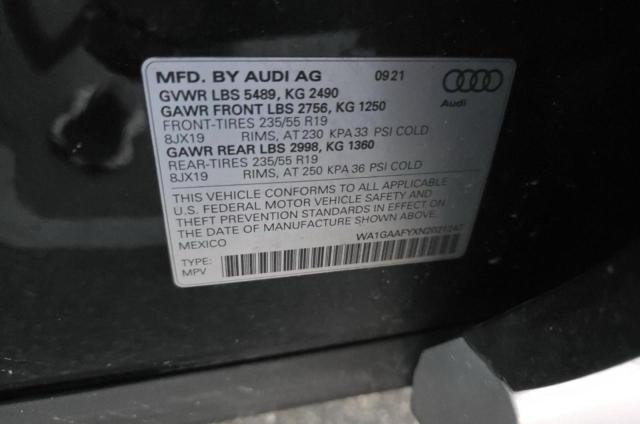 MFD. BY AUDI AG 09.21
GVWR LBS 5489, KG 2490
GAWR FRONT LBS 2756, KG 1250
FRONT-TIRES 235/55 R19
8JX19 RIMS, AT 230 KPA 33 PSI COLD
GAWR REAR LBS 2998, KG 1360
REAR-TIRES 235/55 R19
8JX19 RIMS, AT 250 KPA 36 PSI COLD
Audi
THIS VEHICLE CONFORMS TO ALL APPLICABLE
U.S. FEDERAL MOTOR VEHICLE SAFETY AND
THEFT PREVENTION STANDARDS IN EFFECT ON
THE DATE OF MANUFACTURE SHOWN ABOVE.
MEXICO WA1GAAFYXN2021247
TYPE:
MPV